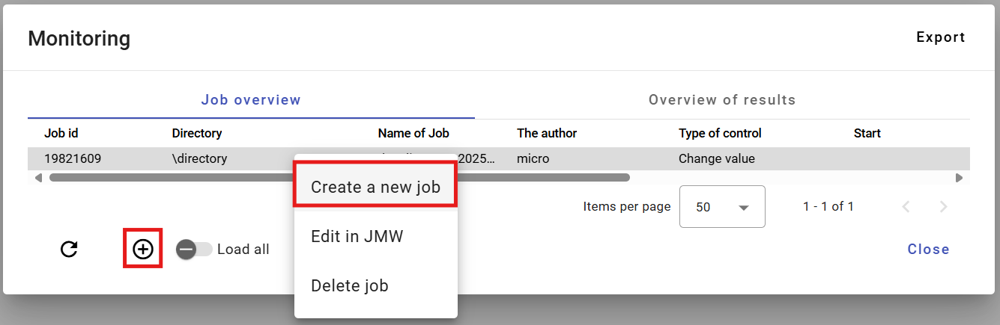 Monitoring
Export
Job overview
Overview of results
Job id Directory Name of Job The author Type of control Start
19821609 \directory 2025... micro Change value
Create a new job
Items per page 50 1 - 1 of 1
Edit in JMW
Load all
Close
Delete job